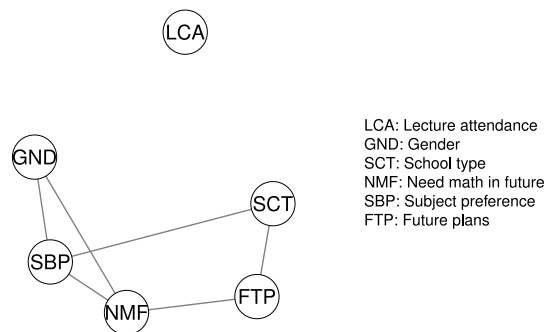 LCA
GND
SCT
SBP
FTP
NMF
LCA: Lecture attendance
GND: Gender
SCT: School type
NMF: Need math in future
SBP: Subject preference
FTP: Future plans